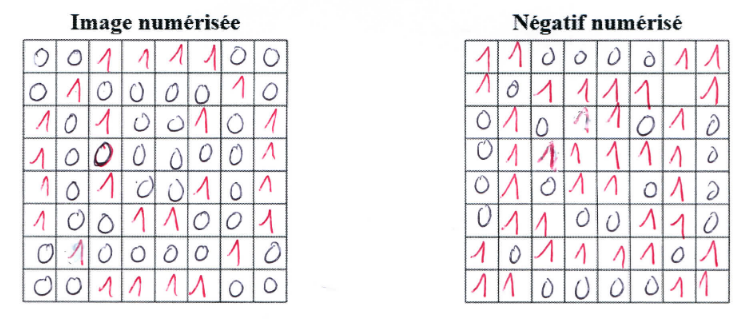 Image numérisée
0 0 1 1 1 1 0 0
0 1 0 0 0 0 1 0
1 0 1 0 0 1 0 1
1 0 0 0 0 0 0 1
1 0 1 0 0 1 0 1
1 0 0 1 1 0 0 1
0 1 0 0 0 0 1 0
0 0 1 1 1 1 0 0
Négatif numérisé
1 1 0 0 0 0 1 1
1 0 1 1 1 1 1
0 1 0 1 1 0 1 0
0 1 1 1 1 1 1 0
0 1 0 1 1 0 1 0
0 1 1 0 0 1 1 0
1 0 1 1 1 1 0 1
1 1 0 0 0 0 1 1